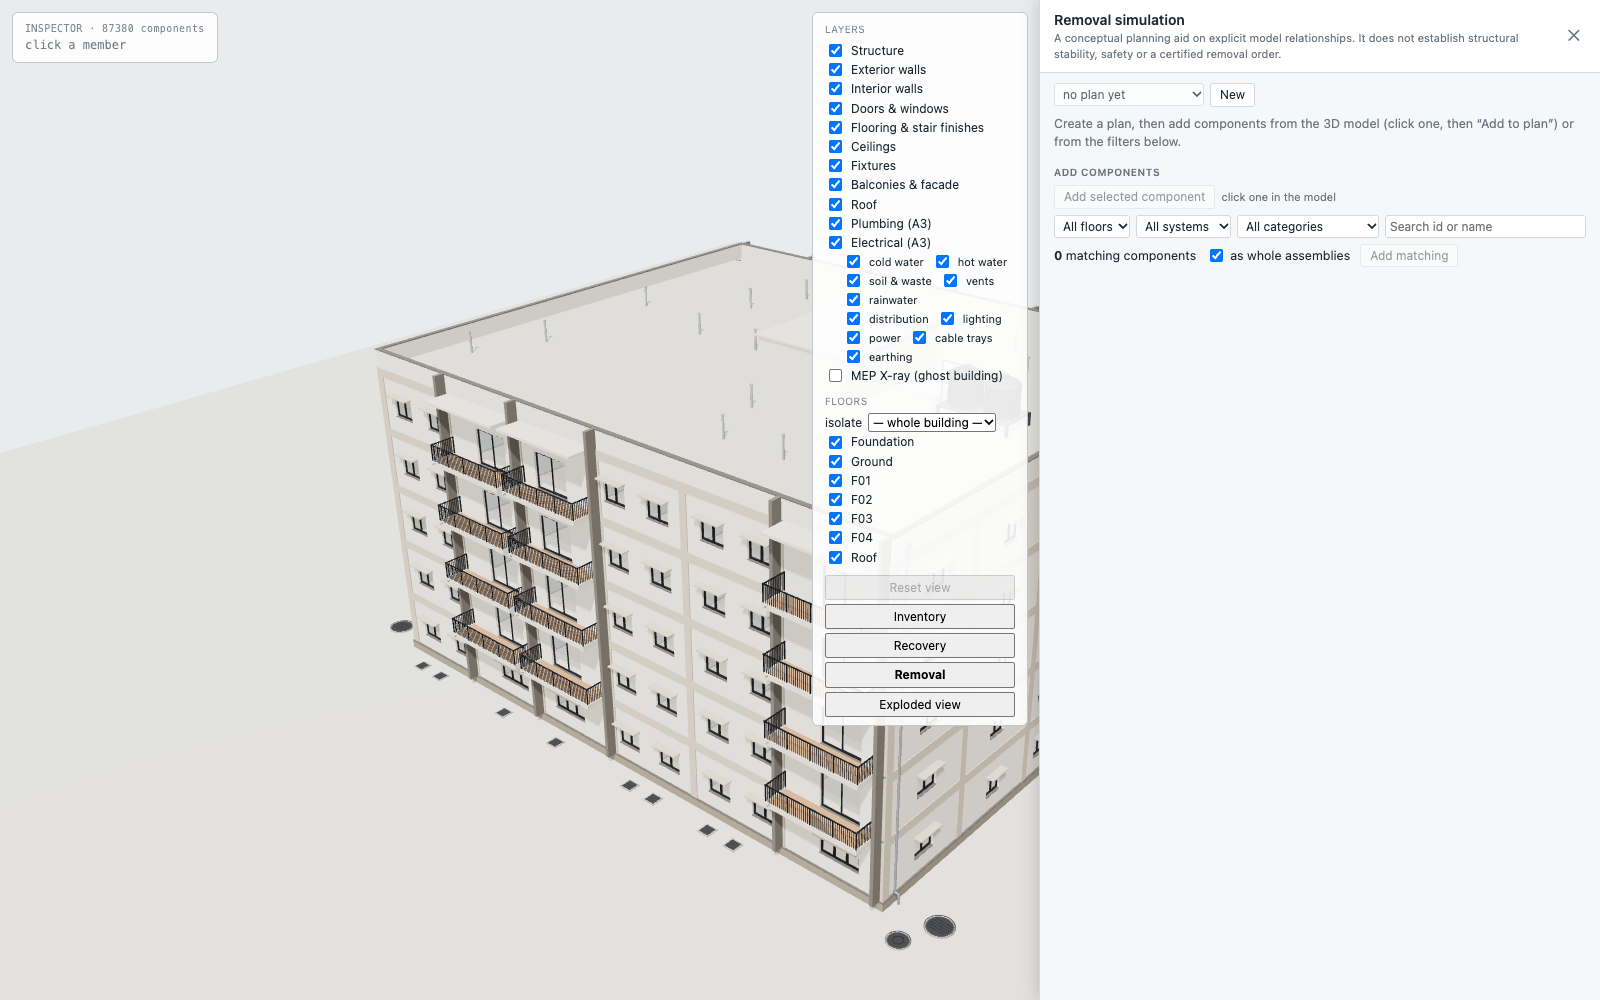 INSPECTOR · 87380 components
click a member
LAYERS
Structure
Exterior walls
Interior walls
Doors & windows
Flooring & stair finishes
Ceilings
Fixtures
Balconies & facade
Roof
Plumbing (A3)
Electrical (A3)
cold water hot water
soil & waste vents
rainwater
distribution lighting
power cable trays
earthing
MEP X-ray (ghost building)
FLOORS
isolate — whole building —
Foundation
Ground
F01
F02
F03
F04
Roof
Reset view
Inventory
Recovery
Removal
Exploded view
Removal simulation
A conceptual planning aid on explicit model relationships. It does not establish structural
stability, safety or a certified removal order.
no plan yet New
Create a plan, then add components from the 3D model (click one, then “Add to plan”) or
from the filters below.
ADD COMPONENTS
Add selected component click one in the model
All floors All systems All categories Search id or name
0 matching components as whole assemblies Add matching